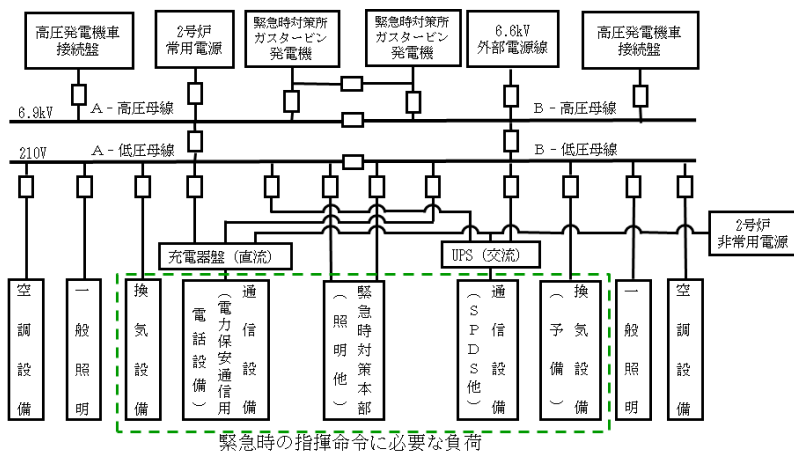 高圧発電機車
接続盤
2号炉
常用電源
緊急時対策所
ガスタービン
発電機
緊急時対策所
ガスタービン
発電機
6.6kV
外部電源線
高圧発電機車
接続盤
6.9kV
A-高圧母線
B-高圧母線
210V
A-低圧母線
B-低圧母線
2号炉
非常用電源
充電器盤(直流)
UPS(交流)
空調設備
一般照明
換気設備
通信設備
(電力保安通信用
電話設備)
緊急時対策本部
(照明他)
通信設備
(SPDS他)
換気設備
(予備)
一般照明
空調設備
緊急時の指揮命令に必要な負荷